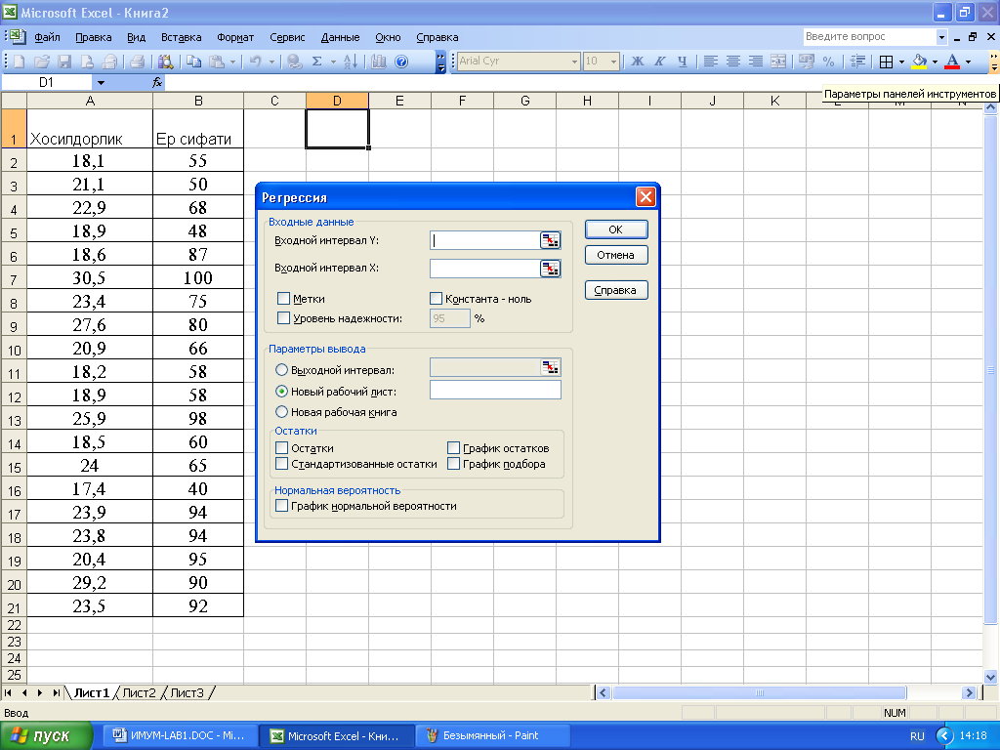 Microsoft Excel - Книга2
Файл Правка Вид Вставка Формат Сервис Данные Окно Справка Введите вопрос
Arial Cyr 10 Ж К Ч %
D1 fx
Параметры панелей инструментов
A B C D E F G H I J K
1 Хосилдорлик Ер сифати
2 18,1 55
3 21,1 50
4 22,9 68
5 18,9 48
6 18,6 87
7 30,5 100
8 23,4 75
9 27,6 80
10 20,9 66
11 18,2 58
12 18,9 58
13 25,9 98
14 18,5 60
15 24 65
16 17,4 40
17 23,9 94
18 23,8 94
19 20,4 95
20 29,2 90
21 23,5 92
22
23
24
25
Регрессия
Входные данные
Входной интервал Y:
Входной интервал X:
Метки Константа - ноль
Уровень надежности: 95 %
ОК
Отмена
Справка
Параметры вывода
Выходной интервал:
Новый рабочий лист:
Новая рабочая книга
Остатки
Остатки График остатков
Стандартизованные остатки График подбора
Нормальная вероятность
График нормальной вероятности
Лист1 Лист2 Лист3
Ввод NUM
пуск ИМУМ-LAB1.DOC - Mi... Microsoft Excel - Кни... Безымянный - Paint RU 14:18